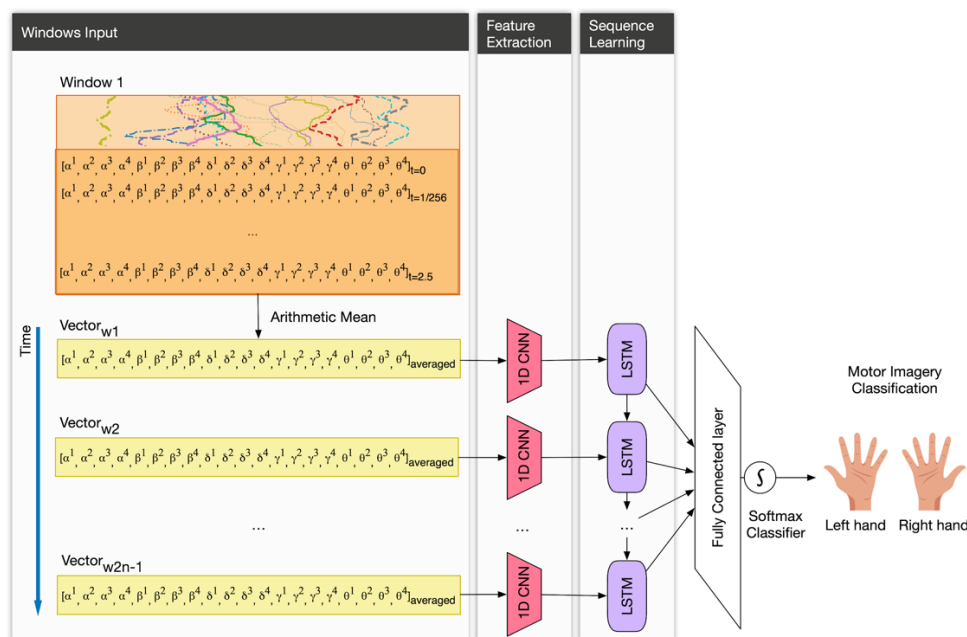 Windows Input
Feature
Extraction
Sequence
Learning
Window 1
[α¹, α², α³, α⁴, β¹, β², β³, β⁴, δ¹, δ², δ³, δ⁴, γ¹, γ², γ³, γ⁴, θ¹, θ², θ³, θ⁴]t=0
[α¹, α², α³, α⁴, β¹, β², β³, β⁴, δ¹, δ², δ³, δ⁴, γ¹, γ², γ³, γ⁴, θ¹, θ², θ³, θ⁴]t=1/256
...
[α¹, α², α³, α⁴, β¹, β², β³, β⁴, δ¹, δ², δ³, δ⁴, γ¹, γ², γ³, γ⁴, θ¹, θ², θ³, θ⁴]t=2.5
Arithmetic Mean
Time
Vectorw1
[α¹, α², α³, α⁴, β¹, β², β³, β⁴, δ¹, δ², δ³, δ⁴, γ¹, γ², γ³, γ⁴, θ¹, θ², θ³, θ⁴]averaged
1D CNN
LSTM
Vectorw2
[α¹, α², α³, α⁴, β¹, β², β³, β⁴, δ¹, δ², δ³, δ⁴, γ¹, γ², γ³, γ⁴, θ¹, θ², θ³, θ⁴]averaged
1D CNN
LSTM
...
...
...
Vectorw2n-1
[α¹, α², α³, α⁴, β¹, β², β³, β⁴, δ¹, δ², δ³, δ⁴, γ¹, γ², γ³, γ⁴, θ¹, θ², θ³, θ⁴]averaged
1D CNN
LSTM
Fully Connected layer
∫
Softmax
Classifier
Motor Imagery
Classification
Left hand
Right hand